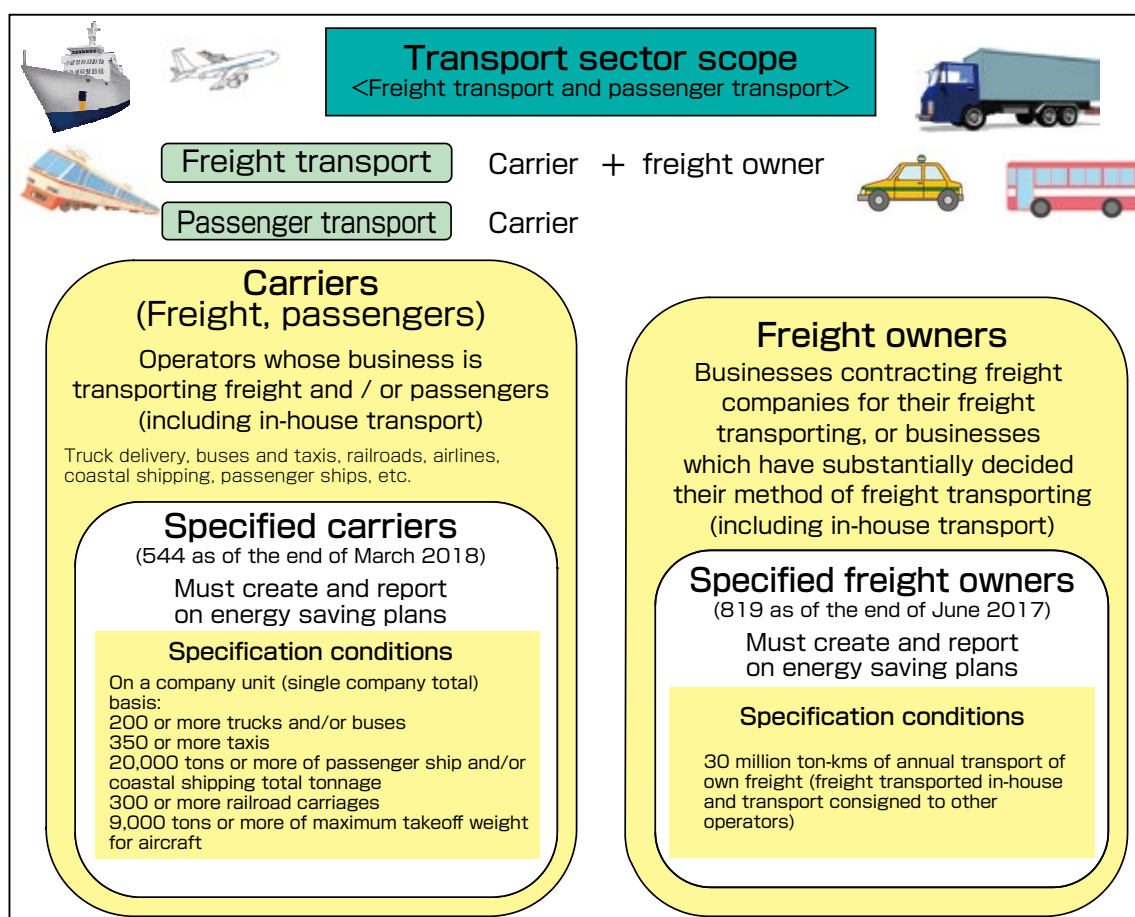 Transport sector scope
<Freight transport and passenger transport>
Freight transport Carrier + freight owner
Passenger transport Carrier
Carriers
(Freight, passengers)
Operators whose business is
transporting freight and / or passengers
(including in-house transport)
Truck delivery, buses and taxis, railroads, airlines,
coastal shipping, passenger ships, etc.
Specified carriers
(544 as of the end of March 2018)
Must create and report
on energy saving plans
Specification conditions
On a company unit (single company total)
basis:
200 or more trucks and/or buses
350 or more taxis
20,000 tons or more of passenger ship and/or
coastal shipping total tonnage
300 or more railroad carriages
9,000 tons or more of maximum takeoff weight
for aircraft
Freight owners
Businesses contracting freight
companies for their freight
transporting, or businesses
which have substantially decided
their method of freight transporting
(including in-house transport)
Specified freight owners
(819 as of the end of June 2017)
Must create and report
on energy saving plans
Specification conditions
30 million ton-kms of annual transport of
own freight (freight transported in-house
and transport consigned to other
operators)